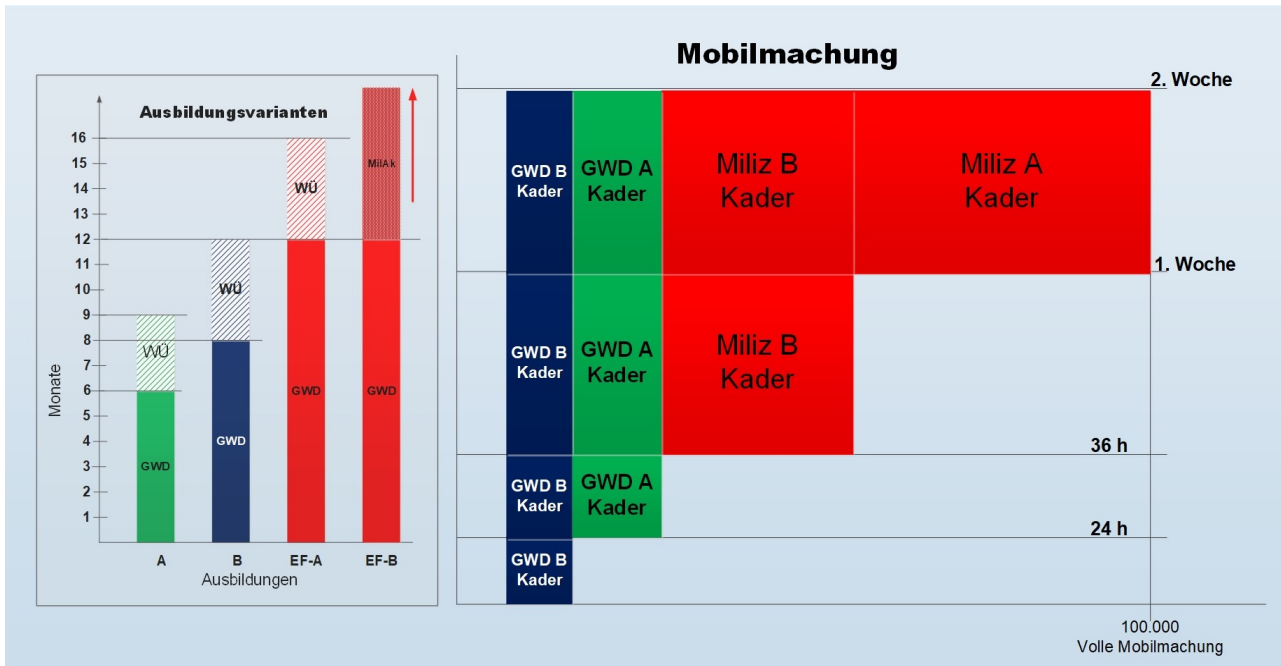 Mobilmachung
Ausbildungsvarianten
Monate
16
15
14
13
12
11
10
9
8
7
6
5
4
3
2
1
WÜ
GWD
WÜ
GWD
WÜ
GWD
MilAk
GWD
A
B
EF-A
EF-B
Ausbildungen
2. Woche
GWD B
Kader
GWD A
Kader
Miliz B
Kader
Miliz A
Kader
1. Woche
GWD B
Kader
GWD A
Kader
Miliz B
Kader
36 h
GWD B
Kader
GWD A
Kader
24 h
GWD B
Kader
100.000
Volle Mobilmachung